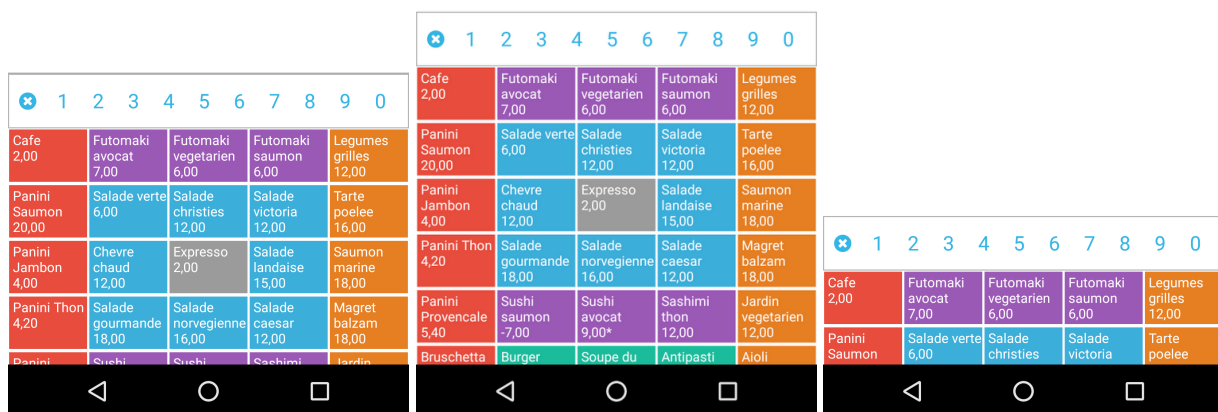 1 2 3 4 5 6 7 8 9 0
Cafe
2,00
Futomaki
avocat
7,00
Futomaki
vegetarien
6,00
Futomaki
saumon
6,00
Legumes
grilles
12,00
Panini
Saumon
20,00
Salade verte
6,00
Salade
christies
12,00
Salade
victoria
12,00
Tarte
poelee
16,00
Panini
Jambon
4,00
Chevre
chaud
12,00
Expresso
2,00
Salade
landaise
15,00
Saumon
marine
18,00
Panini Thon
4,20
Salade
gourmande
18,00
Salade
norvegienne
16,00
Salade
caesar
12,00
Magret
balzam
18,00
Panini
Sushi
Sushi
Sashimi
Jardin
1 2 3 4 5 6 7 8 9 0
Cafe
2,00
Futomaki
avocat
7,00
Futomaki
vegetarien
6,00
Futomaki
saumon
6,00
Legumes
grilles
12,00
Panini
Saumon
20,00
Salade verte
6,00
Salade
christies
12,00
Salade
victoria
12,00
Tarte
poelee
16,00
Panini
Jambon
4,00
Chevre
chaud
12,00
Expresso
2,00
Salade
landaise
15,00
Saumon
marine
18,00
Panini Thon
4,20
Salade
gourmande
18,00
Salade
norvegienne
16,00
Salade
caesar
12,00
Magret
balzam
18,00
Panini
Provencale
5,40
Sushi
saumon
-7,00
Sushi
avocat
9,00*
Sashimi
thon
12,00
Jardin
vegetarien
12,00
Bruschetta
Burger
Soupe du
Antipasti
Aioli
1 2 3 4 5 6 7 8 9 0
Cafe
2,00
Futomaki
avocat
7,00
Futomaki
vegetarien
6,00
Futomaki
saumon
6,00
Legumes
grilles
12,00
Panini
Saumon
Salade verte
6,00
Salade
christies
Salade
victoria
Tarte
poelee